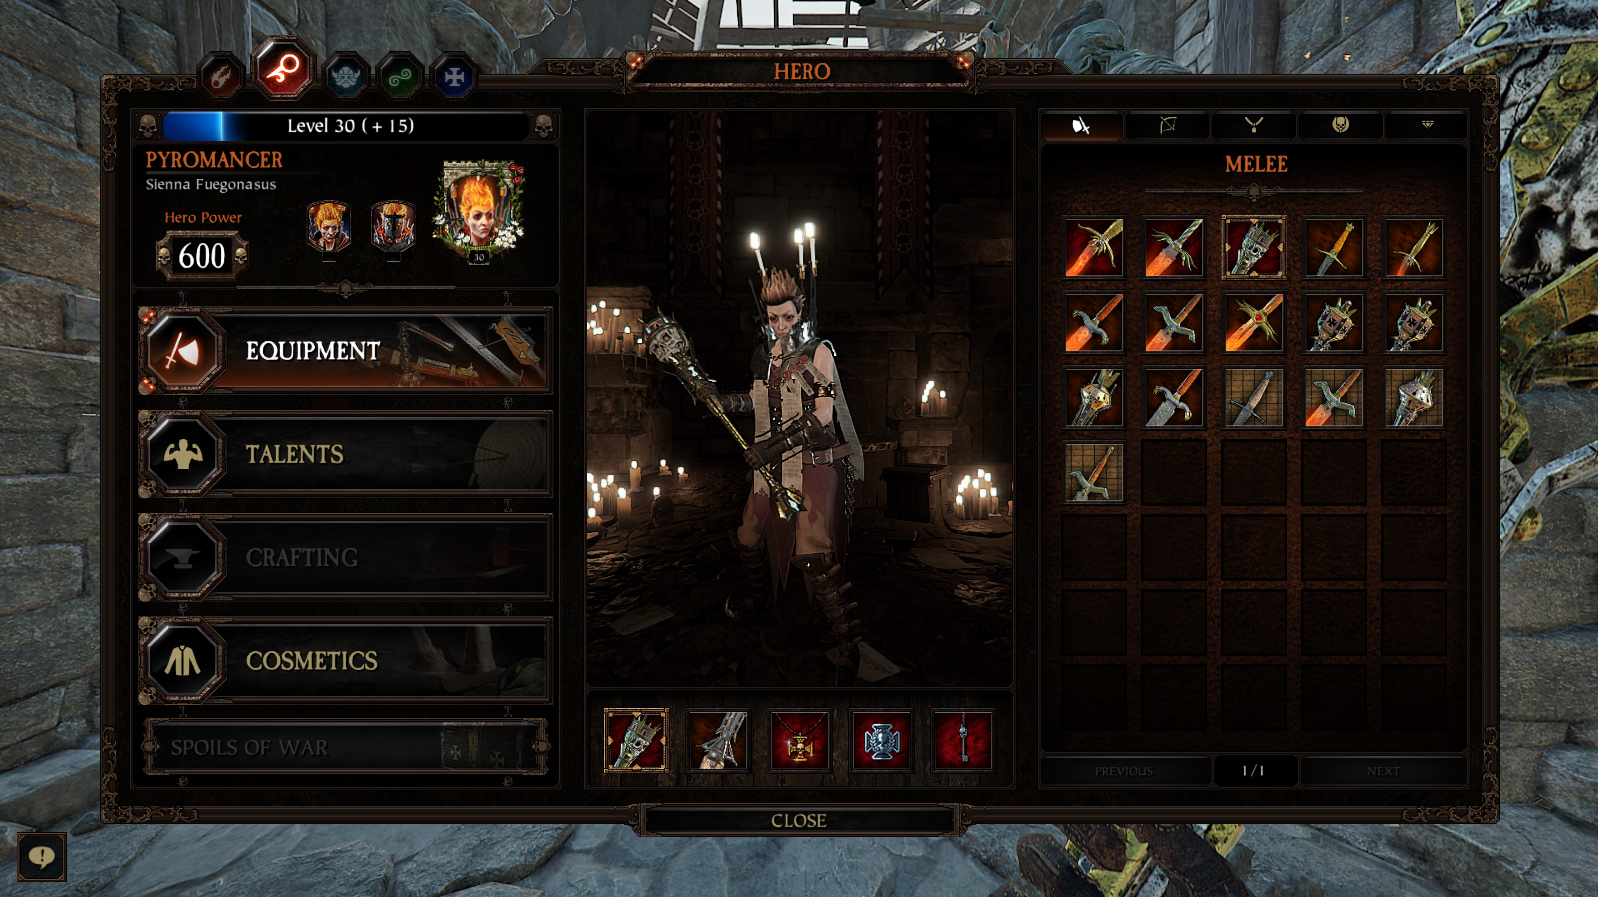 HERO
Level 30 ( + 15)
PYROMANCER
Sienna Fuegonasus
Hero Power
600
30
EQUIPMENT
TALENTS
CRAFTING
COSMETICS
SPOILS OF WAR
MELEE
PREVIOUS
1/1
NEXT
CLOSE